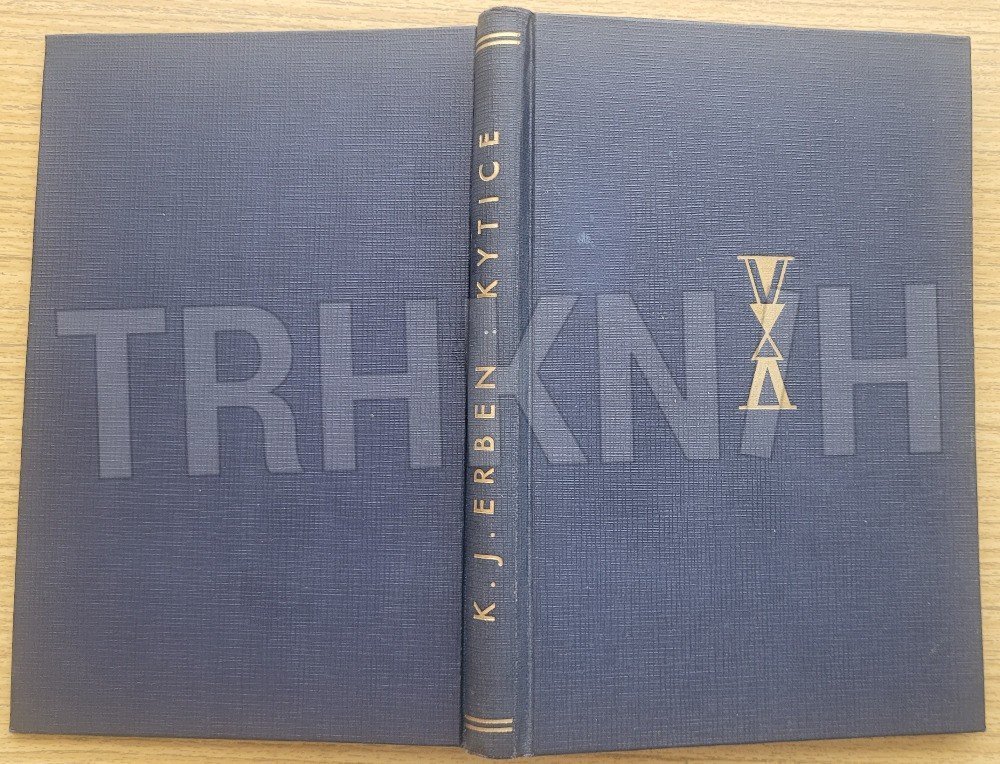 K. J. ERBEN : KYTICE
TRHKNIH